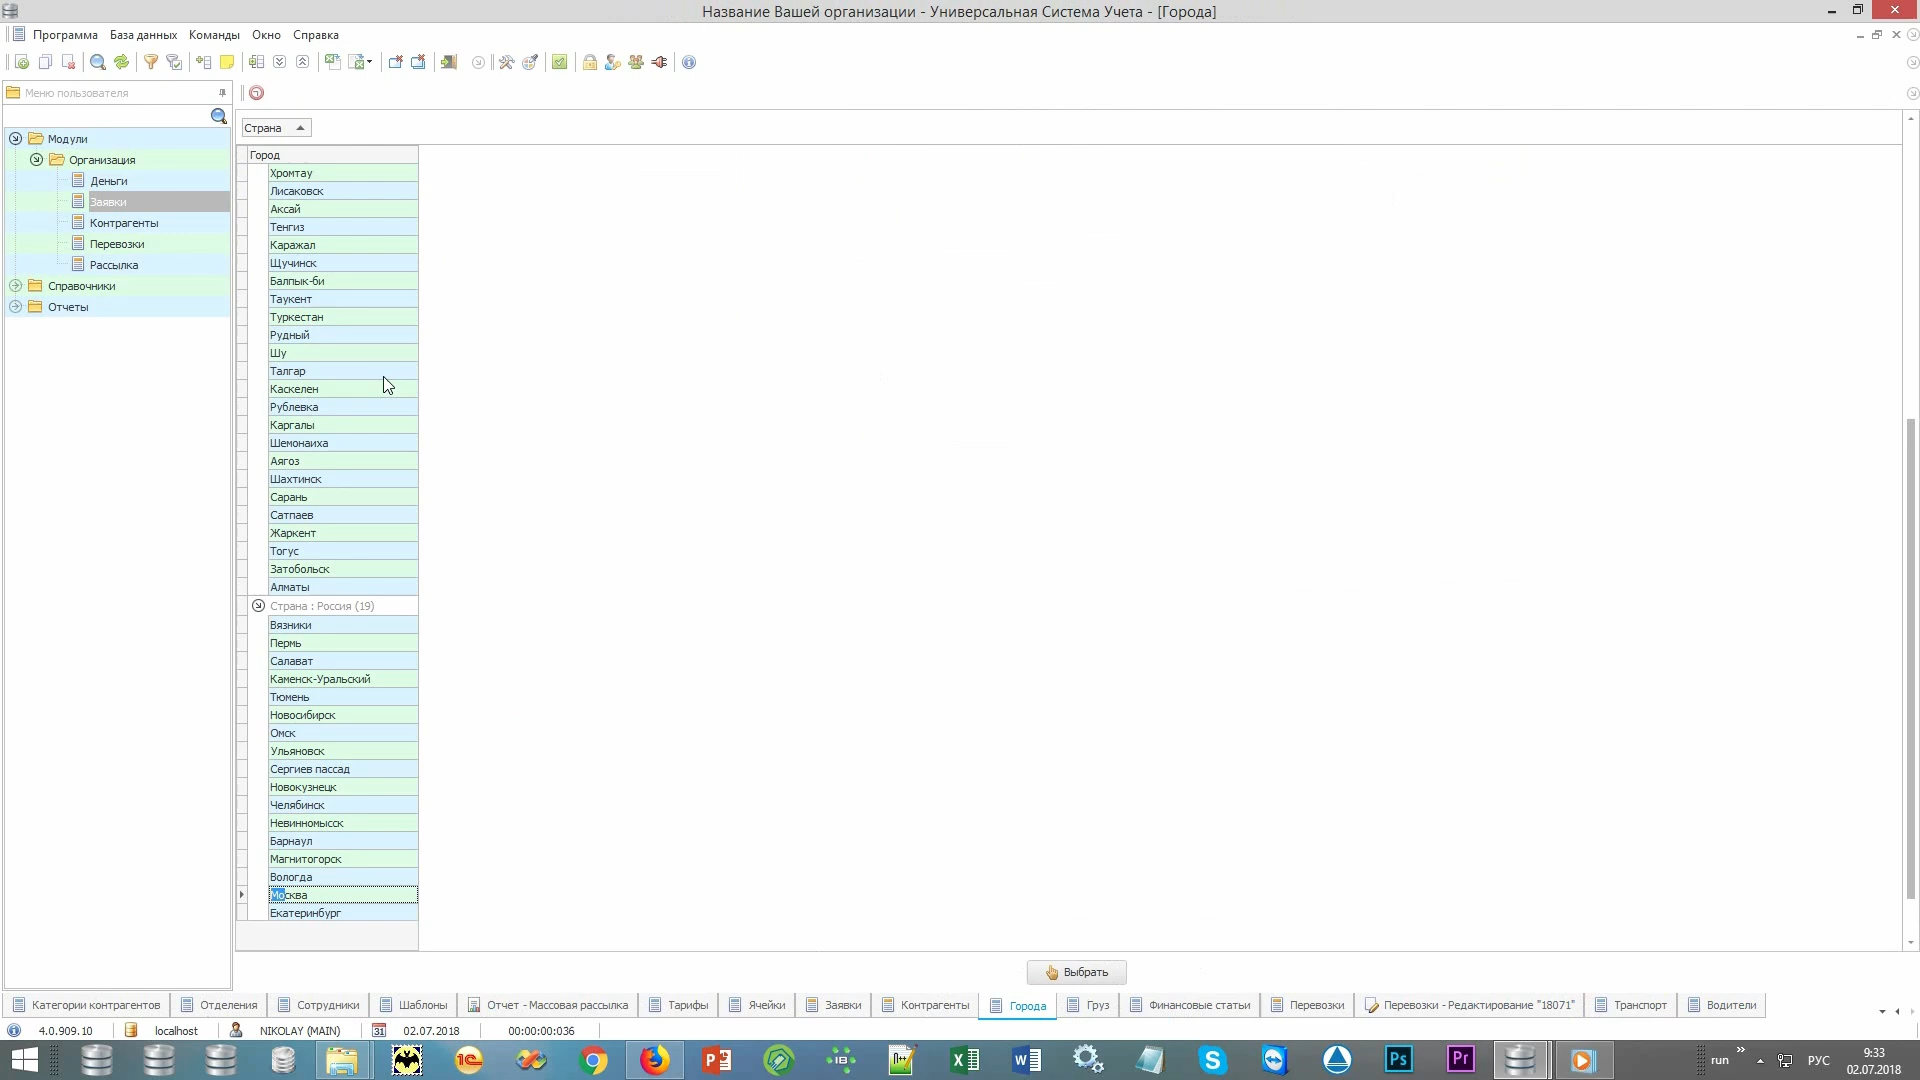 Название Вашей организации - Универсальная Система Учета - [Города]
Программа База данных Команды Окно Справка
Меню пользователя
Модули
Организация
Деньги
Заявки
Контрагенты
Перевозки
Рассылка
Справочники
Отчеты
Страна
Город
Хромтау
Лисаковск
Аксай
Тенгиз
Каражал
Щучинск
Балпык-би
Таукент
Туркестан
Рудный
Шу
Талгар
Каскелен
Рублевка
Каргалы
Шемонаиха
Аягоз
Шахтинск
Сарань
Сатпаев
Жаркент
Тогус
Затобольск
Алматы
Страна : Россия (19)
Вязники
Пермь
Салават
Каменск-Уральский
Тюмень
Новосибирск
Омск
Ульяновск
Сергиев пассад
Новокузнецк
Челябинск
Невинномысск
Барнаул
Магнитогорск
Вологда
Москва
Екатеринбург
Выбрать
Категории контрагентов Отделения Сотрудники Шаблоны Отчет - Массовая рассылка Тарифы Ячейки Заявки Контрагенты Города Груз Финансовые статьи Перевозки Перевозки - Редактирование "18071" Транспорт Водители
4.0.909.10 localhost NIKOLAY (MAIN) 31 02.07.2018 00:00:00:036
run РУС 9:33
02.07.2018